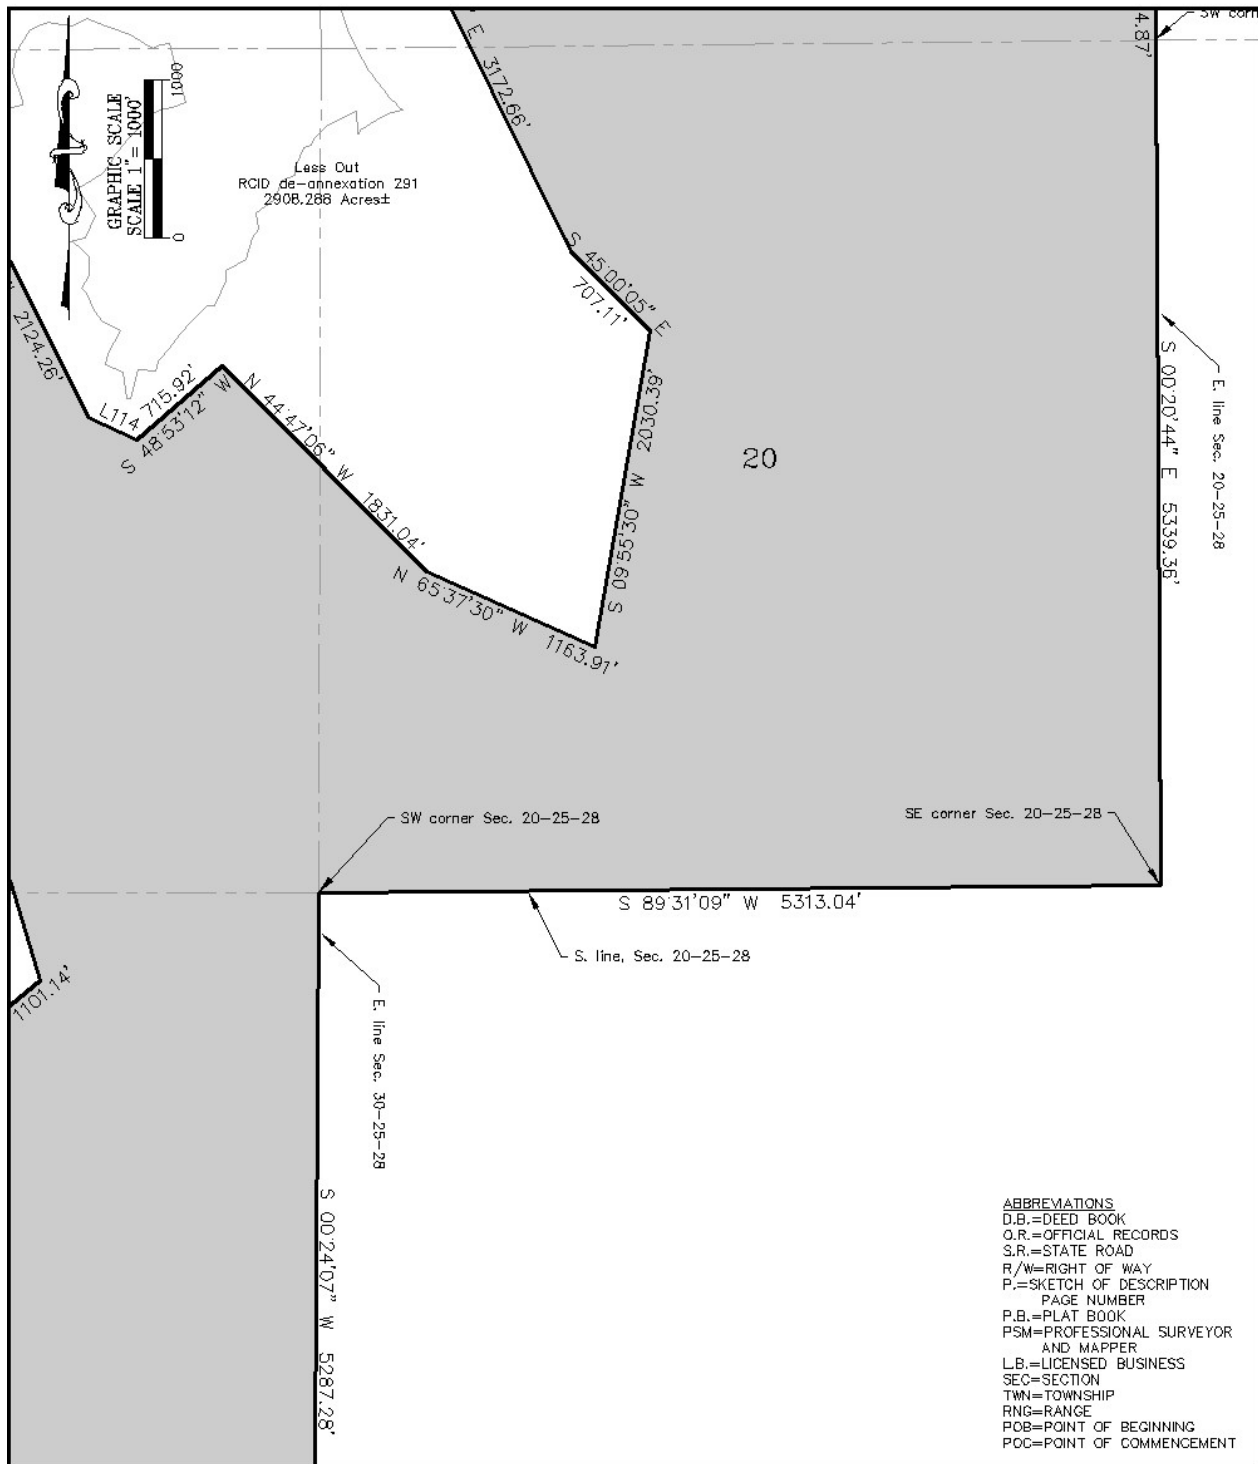 4.87'
SW corn
E 3172.66'
1000
GRAPHIC SCALE
SCALE 1" = 1000'
0
Less Out
RCID de-annexation 291
2908.288 Acres±
S 45°00'05" E
707.11'
2124.26'
L114
715.92'
S 48°53'12" W
N 44°47'06" W 1831.04'
S 09°55'30" W 2030.39'
N 65°37'30" W 1163.91'
20
S 00°20'44" E 5339.36'
E. line Sec. 20-25-28
SW corner Sec. 20-25-28
SE corner Sec. 20-25-28
S 89°31'09" W 5313.04'
S. line, Sec. 20-25-28
1101.14'
E. line Sec. 30-25-28
S 00°24'07" W 5287.28'
ABBREVIATIONS
D.B.=DEED BOOK
O.R.=OFFICIAL RECORDS
S.R.=STATE ROAD
R/W=RIGHT OF WAY
P.=SKETCH OF DESCRIPTION
PAGE NUMBER
P.B.=PLAT BOOK
PSM=PROFESSIONAL SURVEYOR
AND MAPPER
L.B.=LICENSED BUSINESS
SEC=SECTION
TWN=TOWNSHIP
RNG=RANGE
POB=POINT OF BEGINNING
POC=POINT OF COMMENCEMENT